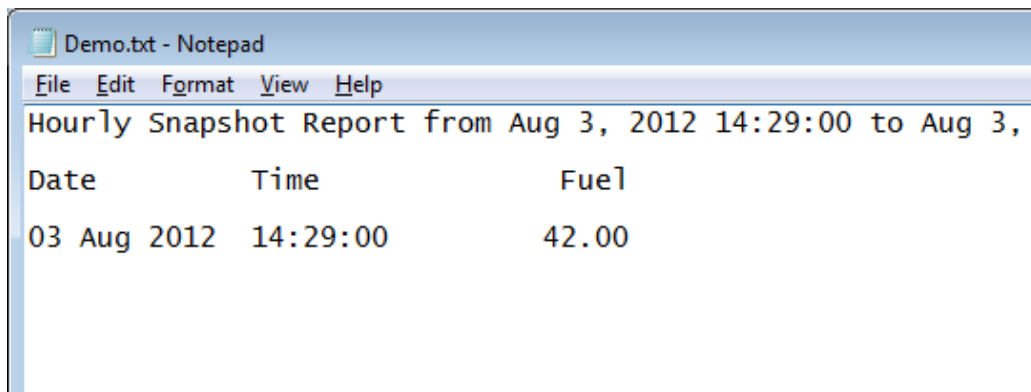 Demo.txt - Notepad
File Edit Format View Help
Hourly Snapshot Report from Aug 3, 2012 14:29:00 to Aug 3,
Date Time Fuel
03 Aug 2012 14:29:00 42.00